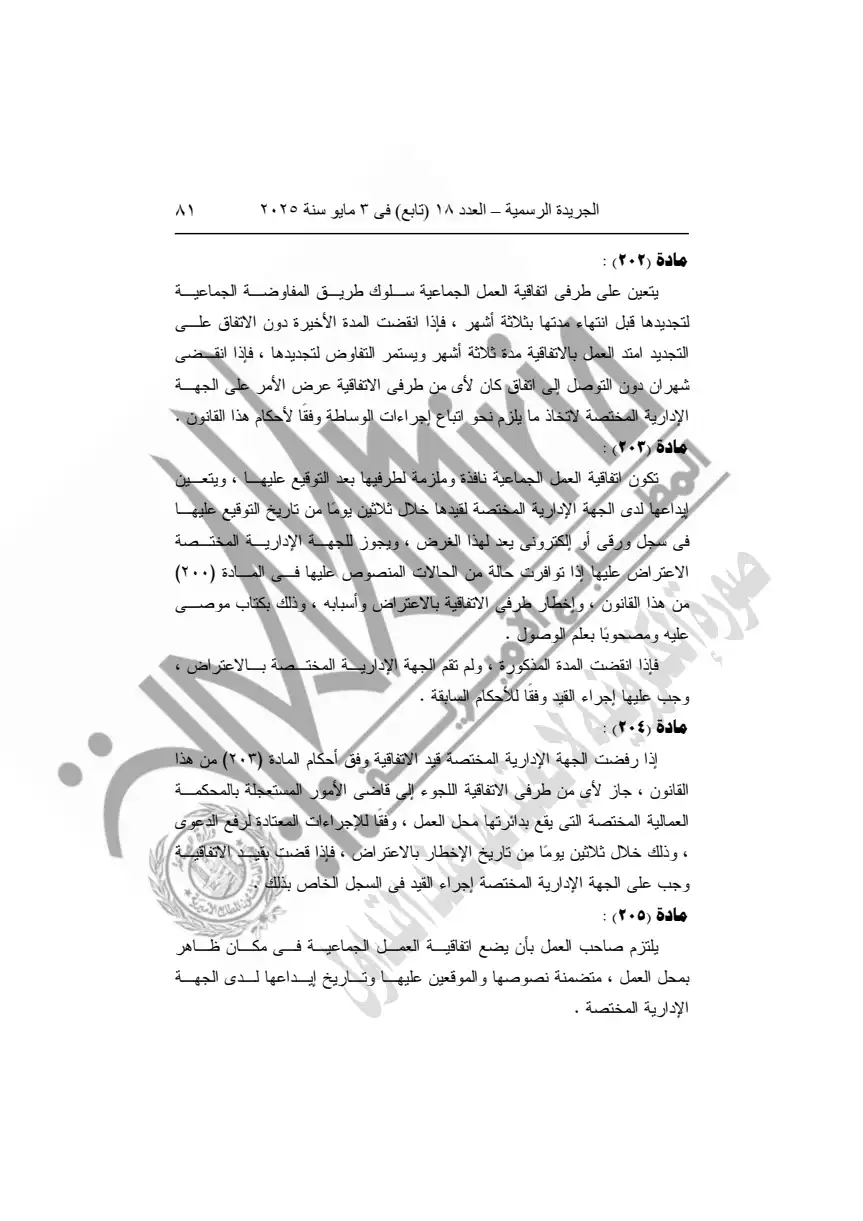 الجريدة الرسمية – العدد ١٨ (تابع) فى ٣ مايو سنة ٢٠٢٥ ٨١
مادة (٢٠٢) :
يتعين على طرفى اتفاقية العمل الجماعية سلوك طريق المفاوضة الجماعية
لتجديدها قبل انتهاء مدتها بثلاثة أشهر ، فإذا انقضت المدة الأخيرة دون الاتفاق على
التجديد امتد العمل بالاتفاقية مدة ثلاثة أشهر ويستمر التفاوض لتجديدها ، فإذا انقضى
شهران دون التوصل إلى اتفاق كان لأى من طرفى الاتفاقية عرض الأمر على الجهة
الإدارية المختصة لاتخاذ ما يلزم نحو اتباع إجراءات الوساطة وفقًا لأحكام هذا القانون .
مادة (٢٠٣) :
تكون اتفاقية العمل الجماعية نافذة وملزمة لطرفيها بعد التوقيع عليها ، ويتعين
إيداعها لدى الجهة الإدارية المختصة لقيدها خلال ثلاثين يومًا من تاريخ التوقيع عليها
فى سجل ورقى أو إلكترونى يعد لهذا الغرض ، ويجوز للجهة الإدارية المختصة
الاعتراض عليها إذا توافرت حالة من الحالات المنصوص عليها فى المادة (٢٠٠)
من هذا القانون ، وإخطار طرفي الاتفاقية بالاعتراض وأسبابه ، وذلك بكتاب موصى
عليه ومصحوبًا بعلم الوصول .
فإذا انقضت المدة المذكورة ، ولم تقم الجهة الإدارية المختصة بالاعتراض ،
وجب عليها إجراء القيد وفقًا للأحكام السابقة .
مادة (٢٠٤) :
إذا رفضت الجهة الإدارية المختصة قيد الاتفاقية وفق أحكام المادة (٢٠٣) من هذا
القانون ، جاز لأى من طرفى الاتفاقية اللجوء إلى قاضى الأمور المستعجلة بالمحكمة
العمالية المختصة التى يقع بدائرتها محل العمل ، وفقًا للإجراءات المعتادة لرفع الدعوى
، وذلك خلال ثلاثين يومًا من تاريخ الإخطار بالاعتراض ، فإذا قضت بقيد الاتفاقية
وجب على الجهة الإدارية المختصة إجراء القيد فى السجل الخاص بذلك .
مادة (٢٠٥) :
يلتزم صاحب العمل بأن يضع اتفاقية العمل الجماعية فى مكان ظاهر
بمحل العمل ، متضمنة نصوصها والموقعين عليها وتاريخ إيداعها لدى الجهة
الإدارية المختصة .